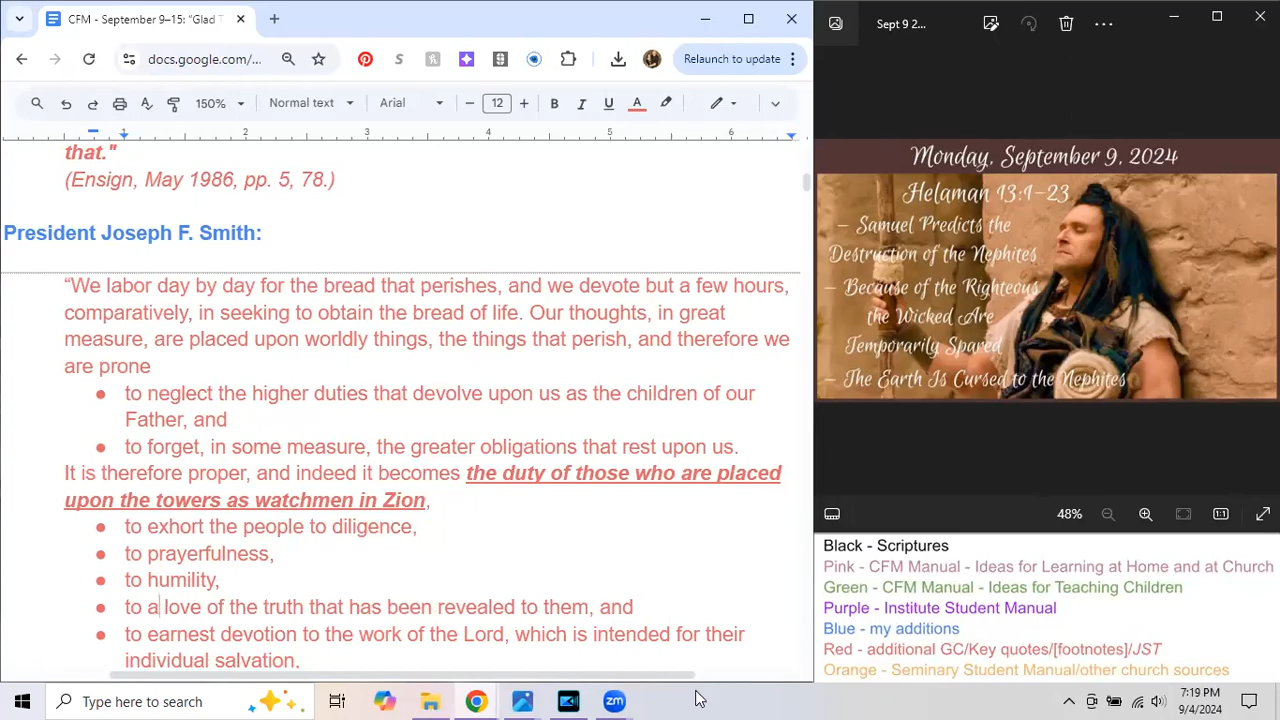 CFM - September 9–15: “Glad T
docs.google.com/...
Relaunch to update
150%
Normal text
Arial
12
B
I
U
A
1
2
3
4
5
6
that."
(Ensign, May 1986, pp. 5, 78.)
President Joseph F. Smith:
“We labor day by day for the bread that perishes, and we devote but a few hours,
comparatively, in seeking to obtain the bread of life. Our thoughts, in great
measure, are placed upon worldly things, the things that perish, and therefore we
are prone
● to neglect the higher duties that devolve upon us as the children of our
Father, and
● to forget, in some measure, the greater obligations that rest upon us.
It is therefore proper, and indeed it becomes the duty of those who are placed
upon the towers as watchmen in Zion,
● to exhort the people to diligence,
● to prayerfulness,
● to humility,
● to a love of the truth that has been revealed to them, and
● to earnest devotion to the work of the Lord, which is intended for their
individual salvation,
Sept 9 2...
Monday, September 9, 2024
Helaman 13:1-23
- Samuel Predicts the
Destruction of the Nephites
- Because of the Righteous
the Wicked Are
Temporarily Spared
- The Earth Is Cursed to the Nephites
48%
1:1
Black - Scriptures
Pink - CFM Manual - Ideas for Learning at Home and at Church
Green - CFM Manual - Ideas for Teaching Children
Purple - Institute Student Manual
Blue - my additions
Red - additional GC/Key quotes/[footnotes]/JST
Orange - Seminary Student Manual/other church sources
Type here to search
zm
7:19 PM
9/4/2024